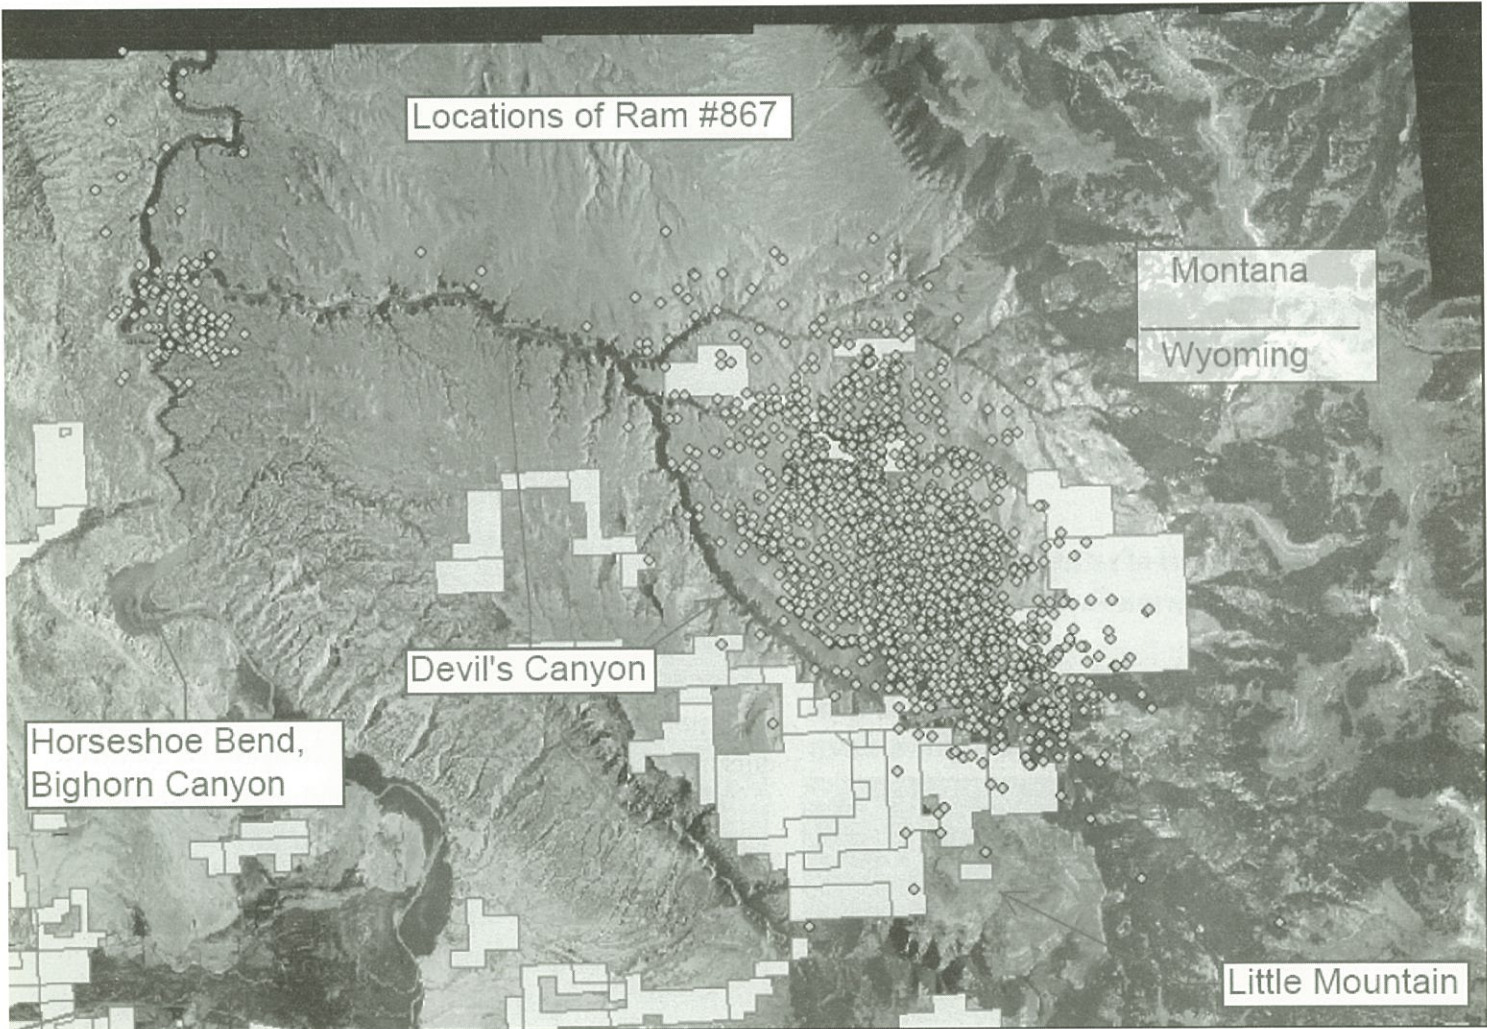 Locations of Ram #867
Montana
Wyoming
Devil's Canyon
Horseshoe Bend,
Bighorn Canyon
Little Mountain